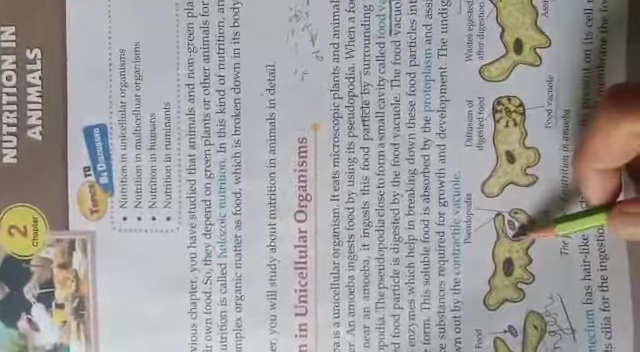 NUTRITION IN
ANIMALS
2
Chapter
Topics To
Be Discussed
• Nutrition in unicellular organisms
• Nutrition in multicellular organisms
• Nutrition in humans
• Nutrition in ruminants
vious chapter, you have studied that animals and non-green pla
ir own food. So, they depend on green plants or other animals for
utrition is called holozoic nutrition. In this kind of nutrition, an
mplex organic matter as food, which is broken down in its body
er, you will study about nutrition in animals in detail.
n in Unicellular Organisms
a is a unicellular organism. It eats microscopic plants and animal
er. An amoeba ingests food by using its pseudopodia. When a foo
near an amoeba, it ingests this food particle by surrounding
opodia. The pseudopodia close to form a small cavity called food va
d food particle is digested by the food vacuole. The food vacuol
enzymes which help in breaking down these food particles into
e form. This soluble food is absorbed by the protoplasm and assi
e substances required for growth and development. The undig
wn out by the contractile vacuole.
Food
Pseudopodia
Diffusion of
digested food
Food vacuole
Wastes egested
after digestion
The
nutrition in amoeba
mecium has hair-like
present on its cell
ts cilia for the ingestio
membrane the fo